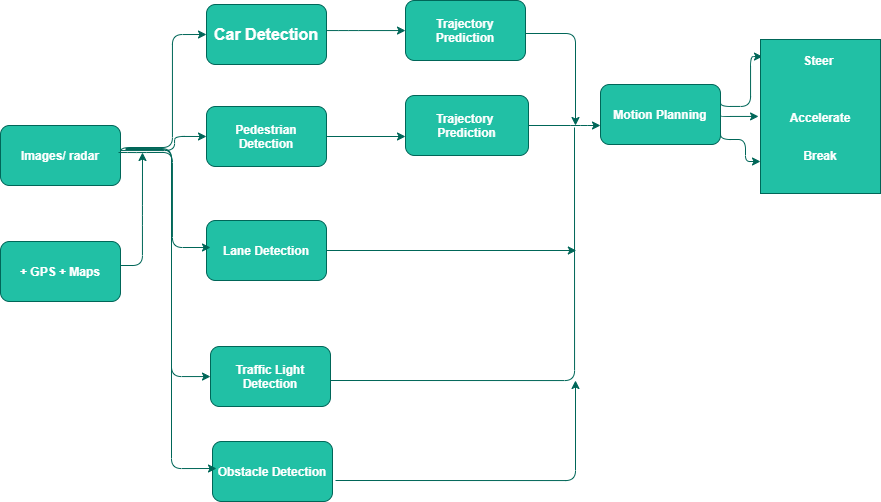 Car Detection
Trajectory
Prediction
Pedestrian
Detection
Trajectory
Prediction
Images/ radar
+ GPS + Maps
Lane Detection
Traffic Light
Detection
Obstacle Detection
Motion Planning
Steer
Accelerate
Break